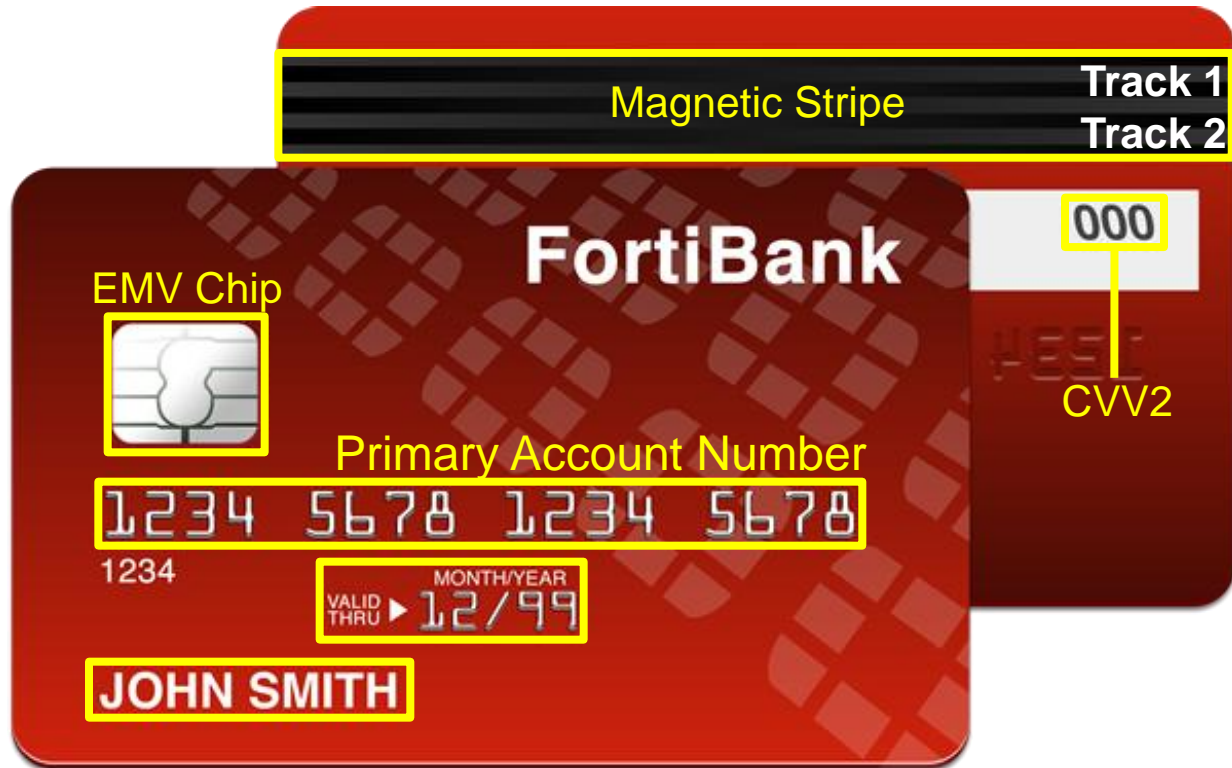 Track 1
Magnetic Stripe
Track 2
000
FortiBank
EMV Chip
CVV2
Primary Account Number
1234 5678 1234 5678
1234
MONTH/YEAR
VALID THRU 12/99
JOHN SMITH